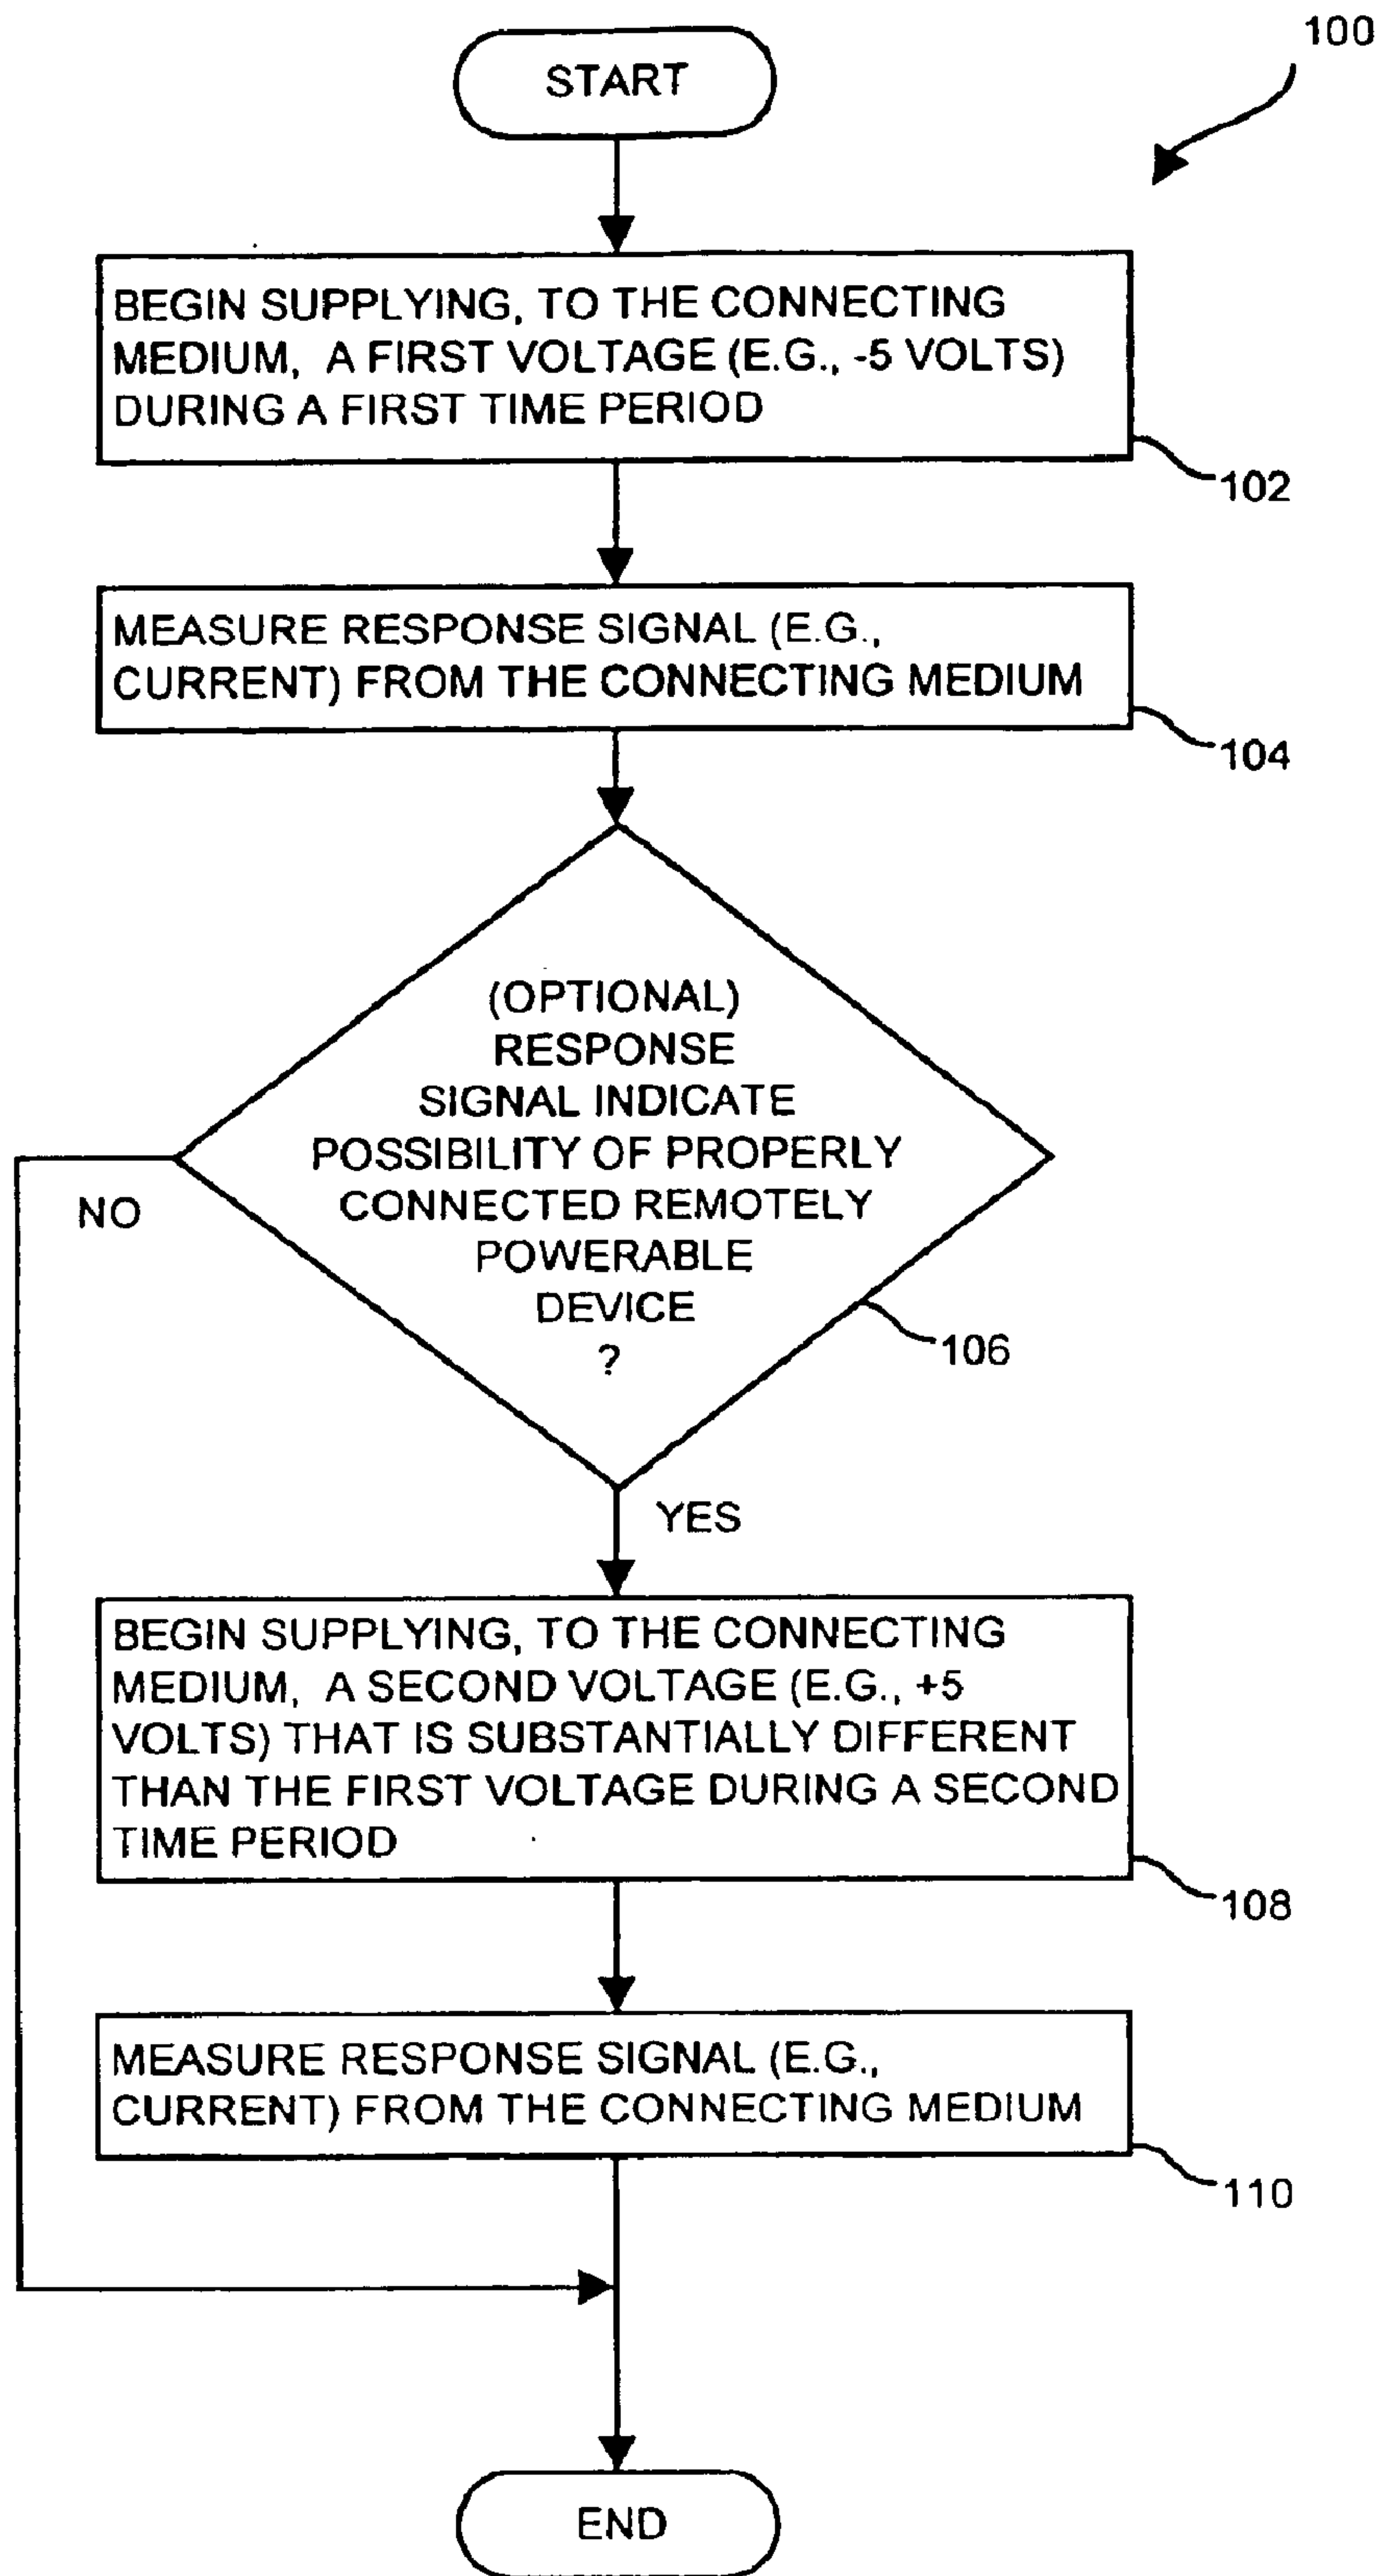 100
START
BEGIN SUPPLYING, TO THE CONNECTING
MEDIUM, A FIRST VOLTAGE (E.G., -5 VOLTS)
DURING A FIRST TIME PERIOD
102
MEASURE RESPONSE SIGNAL (E.G.,
CURRENT) FROM THE CONNECTING MEDIUM
104
(OPTIONAL)
RESPONSE
SIGNAL INDICATE
POSSIBILITY OF PROPERLY
CONNECTED REMOTELY
POWERABLE
DEVICE
?
NO
106
YES
BEGIN SUPPLYING, TO THE CONNECTING
MEDIUM, A SECOND VOLTAGE (E.G., +5
VOLTS) THAT IS SUBSTANTIALLY DIFFERENT
THAN THE FIRST VOLTAGE DURING A SECOND
TIME PERIOD
108
MEASURE RESPONSE SIGNAL (E.G.,
CURRENT) FROM THE CONNECTING MEDIUM
110
END